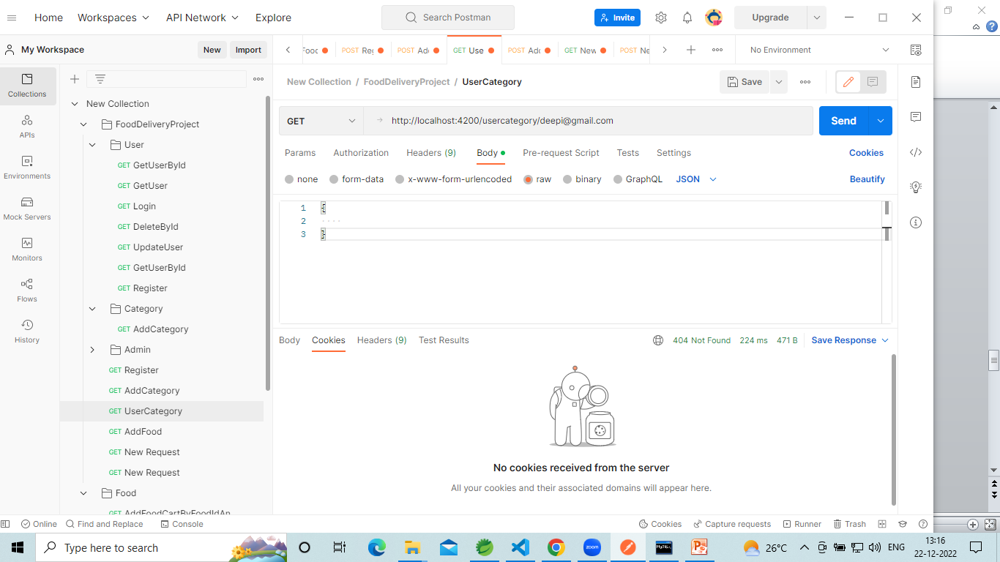 Home Workspaces API Network Explore Search Postman Invite Upgrade
My Workspace New Import
Food POST Reg POST Add GET Use POST Add GET New POST Ne No Environment
Collections
APIs
Environments
Mock Servers
Monitors
Flows
History
New Collection
FoodDeliveryProject
User
GET GetUserById
GET GetUser
GET Login
GET DeleteById
GET UpdateUser
GET GetUserById
GET Register
Category
GET AddCategory
Admin
GET Register
GET AddCategory
GET UserCategory
GET AddFood
GET New Request
GET New Request
Food
GET AddFoodCartByFoodIdAn
New Collection / FoodDeliveryProject / UserCategory Save
GET http://localhost:4200/usercategory/deepi@gmail.com Send
Params Authorization Headers (9) Body Pre-request Script Tests Settings Cookies
none form-data x-www-form-urlencoded raw binary GraphQL JSON Beautify
1 {
2 ....
3 }
Body Cookies Headers (9) Test Results 404 Not Found 224 ms 471 B Save Response
No cookies received from the server
All your cookies and their associated domains will appear here.
Online Find and Replace Console Cookies Capture requests Runner Trash
Type here to search zoom MySQL 26°C ENG 13:16
22-12-2022